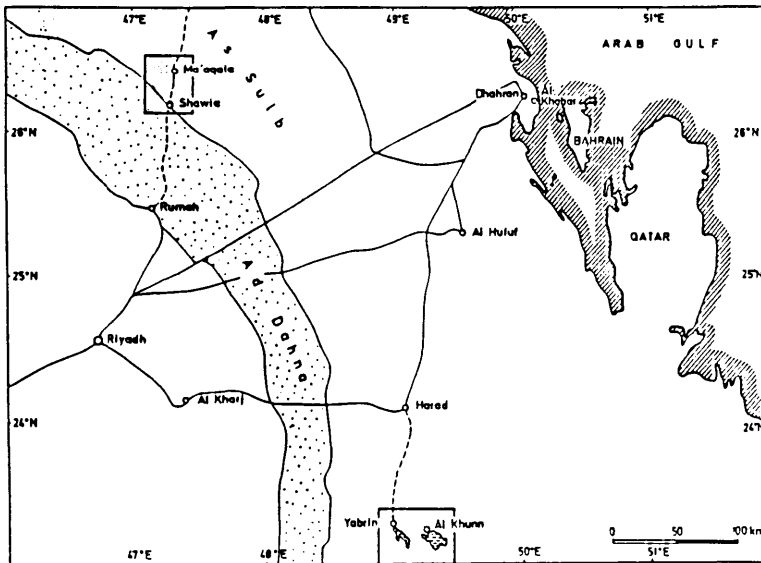 47°E 48°E 49°E 50°E 51°E
ARAB GULF
As Sulb
Ma'aqala
Shawia
Dhahran
Al Khobar
26°N
26°N
BAHRAIN
Rumah
Al Hufuf
QATAR
25°N
25°N
Ad Dahna
Riyadh
Al Kharj
Harad
24°N
24°N
Yabrin
Al Khunn
0 50 100 km
47°E 48°E 50°E 51°E